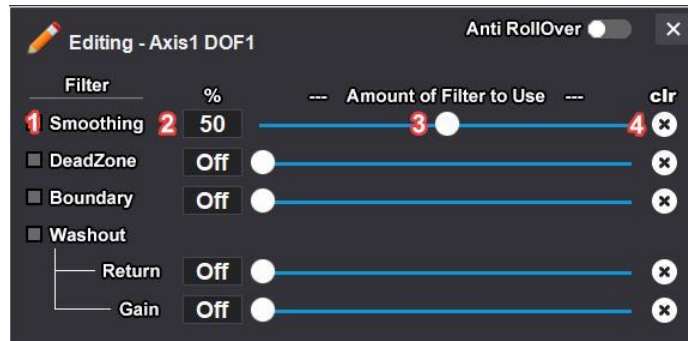 Editing - Axis1 DOF1 Anti RollOver
Filter % --- Amount of Filter to Use --- clr
1 Smoothing 2 50 3 4
DeadZone Off
Boundary Off
Washout
Return Off
Gain Off